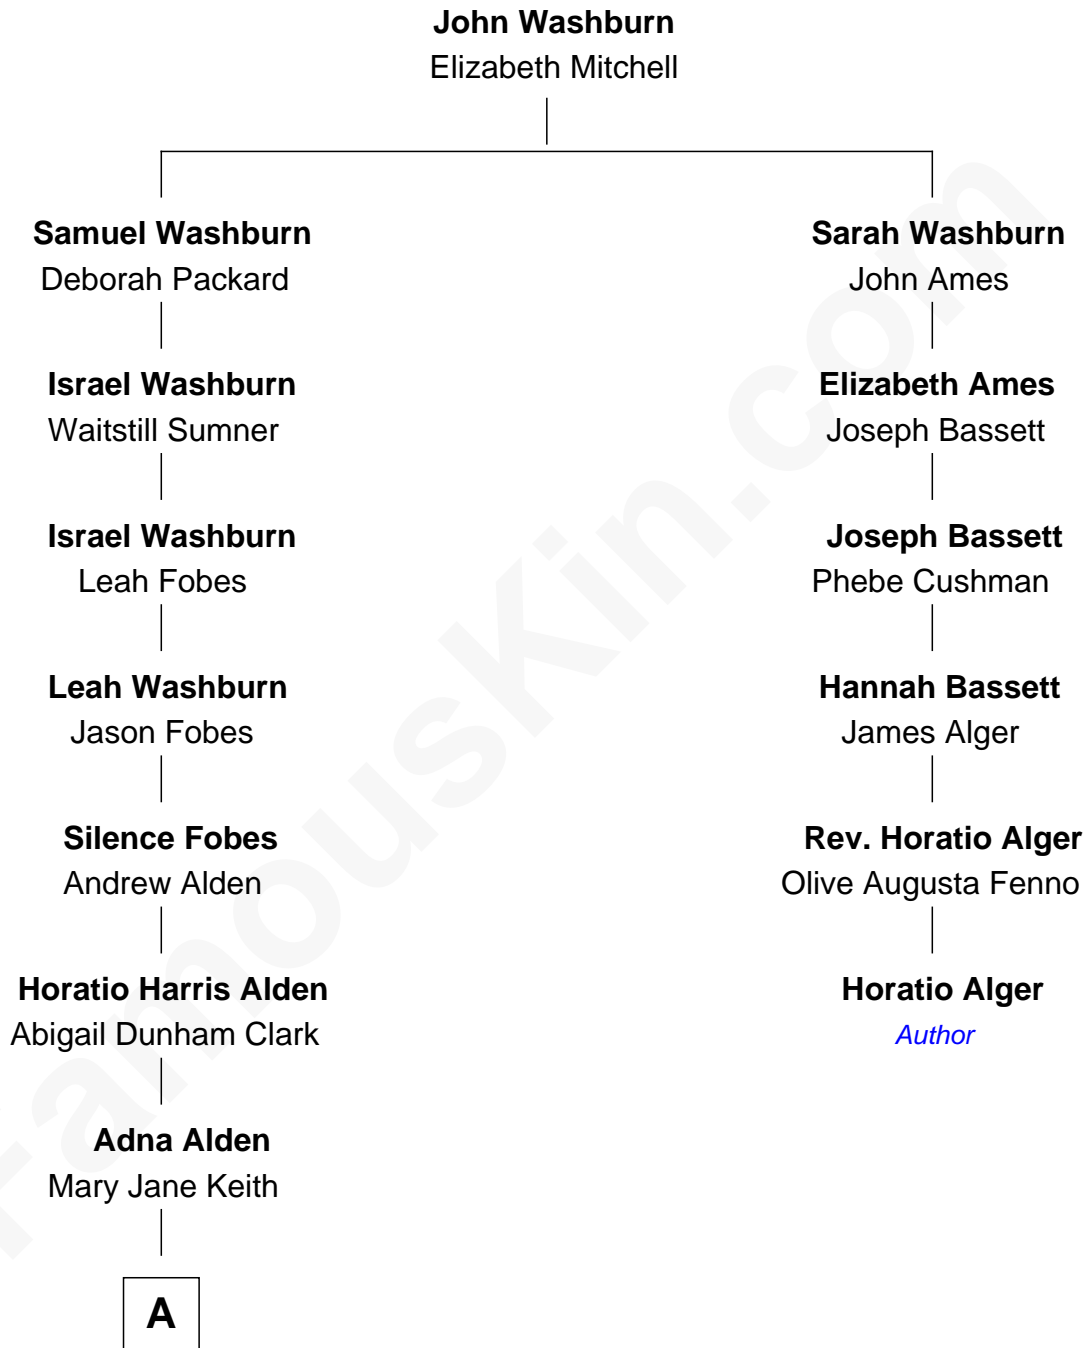 John Washburn
Elizabeth Mitchell
Samuel Washburn
Deborah Packard
Israel Washburn
Waitstill Sumner
Israel Washburn
Leah Fobes
Leah Washburn
Jason Fobes
Silence Fobes
Andrew Alden
Horatio Harris Alden
Abigail Dunham Clark
Adna Alden
Mary Jane Keith
A
Sarah Washburn
John Ames
Elizabeth Ames
Joseph Bassett
Joseph Bassett
Phebe Cushman
Hannah Bassett
James Alger
Rev. Horatio Alger
Olive Augusta Fenno
Horatio Alger
Author
FamousKin.com